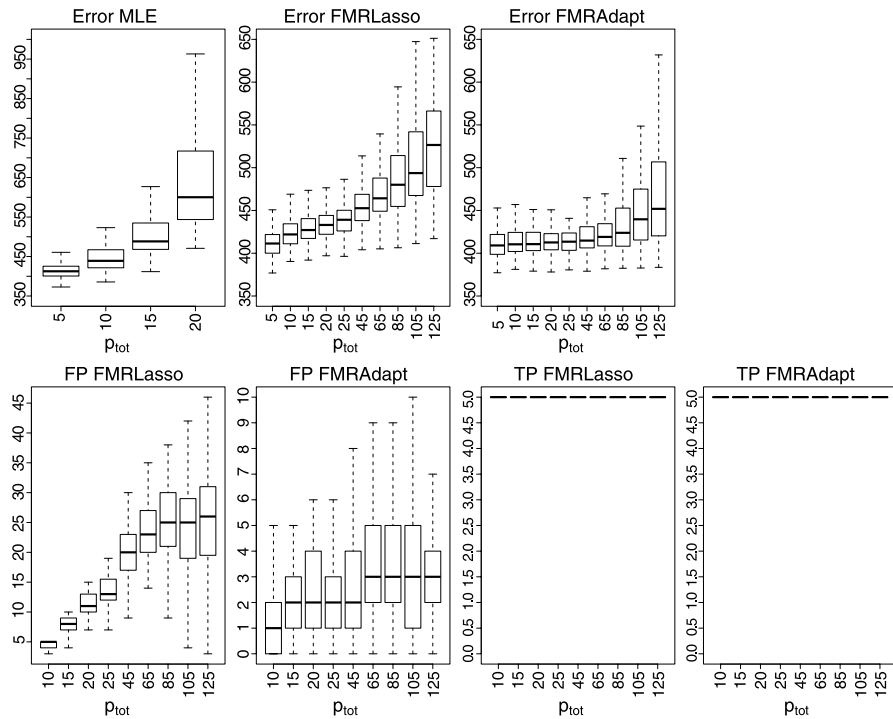 Error MLE
350 450 550 650 750 850 950
5 10 15 20
ptot
Error FMRLasso
350 400 450 500 550 600 650
5 10 15 20 25 45 65 85 105 125
ptot
Error FMRAdapt
350 400 450 500 550 600 650
5 10 15 20 25 45 65 85 105 125
ptot
FP FMRLasso
5 10 15 20 25 30 35 40 45
10 15 20 25 45 65 85 105 125
ptot
FP FMRAdapt
0 1 2 3 4 5 6 7 8 9 10
10 15 20 25 45 65 85 105 125
ptot
TP FMRLasso
0.0 0.5 1.0 1.5 2.0 2.5 3.0 3.5 4.0 4.5 5.0
10 15 20 25 45 65 85 105 125
ptot
TP FMRAdapt
0.0 0.5 1.0 1.5 2.0 2.5 3.0 3.5 4.0 4.5 5.0
10 15 20 25 45 65 85 105 125
ptot